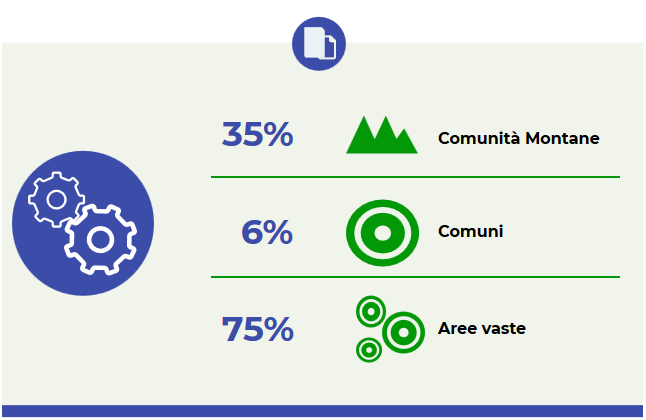 35% Comunità Montane
6% Comuni
75% Aree vaste